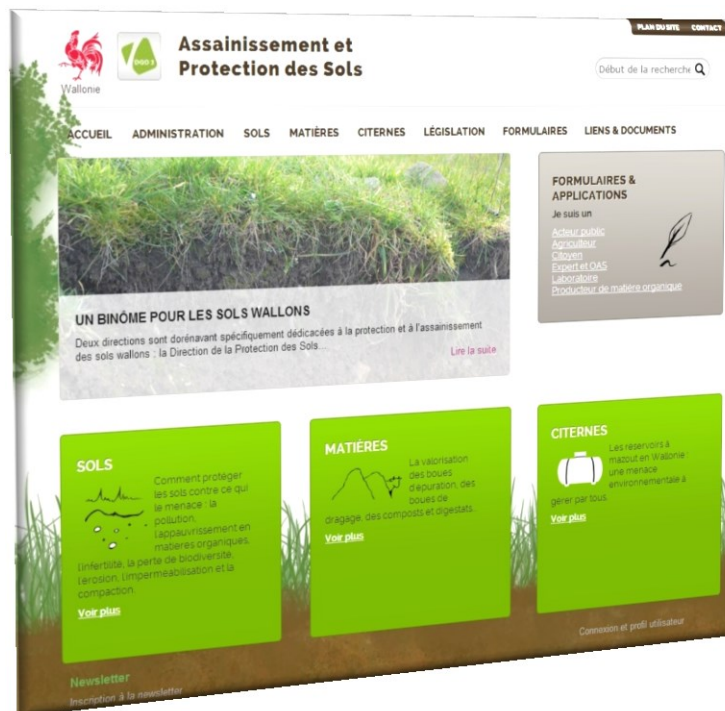 PLAN DU SITE CONTACT
Assainissement et
Protection des Sols
DGO 3
Wallonie
Début de la recherche
ACCUEIL ADMINISTRATION SOLS MATIÈRES CITERNES LÉGISLATION FORMULAIRES LIENS & DOCUMENTS
UN BINÔME POUR LES SOLS WALLONS
Deux directions sont dorénavant spécifiquement dédicacées à la protection et à l'assainissement
des sols wallons : la Direction de la Protection des Sols...
Lire la suite
FORMULAIRES &
APPLICATIONS
Je suis un
Acteur public
Agriculteur
Citoyen
Expert et OAS
Laboratoire
Producteur de matière organique
SOLS
Comment protéger
les sols contre ce qui
le menace : la
pollution,
l'appauvrissement en
matières organiques,
l'infertilité, la perte de biodiversité,
l'érosion, l'imperméabilisation et la
compaction.
Voir plus
MATIÈRES
La valorisation
des boues
d'épuration, des
boues de
dragage, des composts et digestats.
Voir plus
CITERNES
Les réservoirs à
mazout en Wallonie :
une menace
environnementale à
gérer par tous.
Voir plus
Connexion et profil utilisateur
Newsletter
Inscription à la newsletter